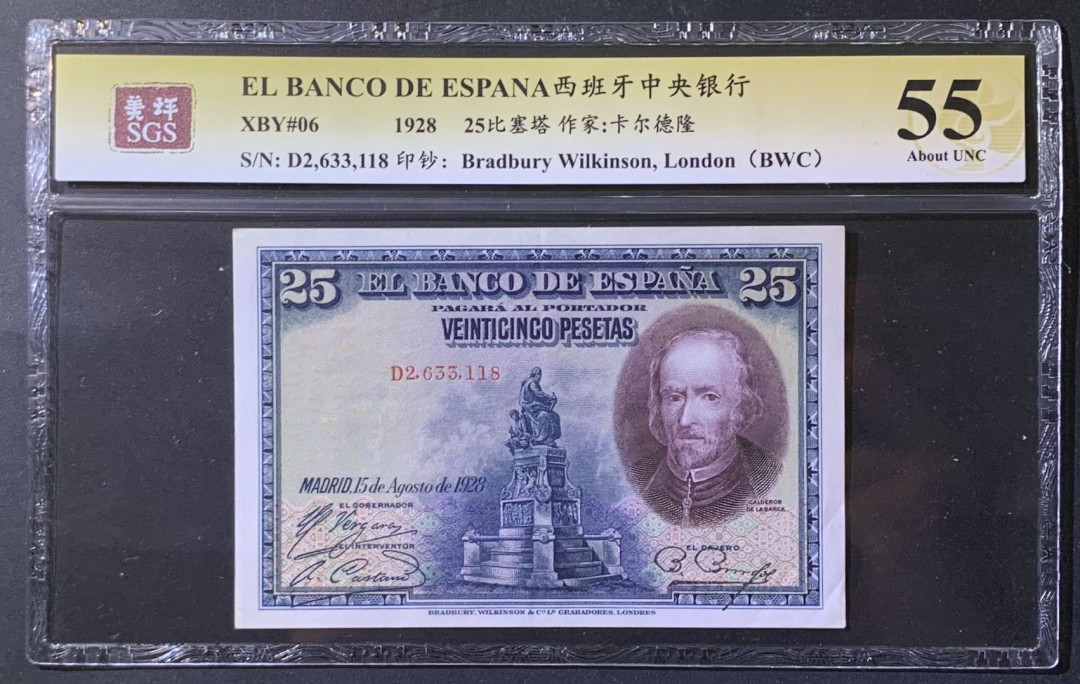 美评
SGS
EL BANCO DE ESPANA西班牙中央银行
XBY#06 1928 25比塞塔 作家:卡尔德隆
S/N: D2,633,118 印钞: Bradbury Wilkinson, London（BWC）
55
About UNC
25 EL BANCO DE ESPAÑA 25
PAGARÁ AL PORTADOR
VEINTICINCO PESETAS
D2,633,118
MADRID, 15 de Agosto de 1928
CALDERON
DE LA BARCA
EL GOBERNADOR
Vergara
EL INTERVENTOR
EL CAJERO
BRADBURY, WILKINSON & Cº Lᵈ GRABADORES, LONDRES